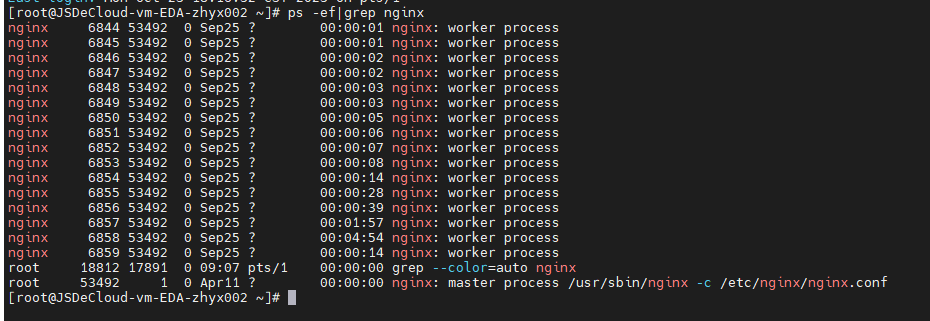 [root@JSDeCloud-vm-EDA-zhyx002 ~]# ps -ef|grep nginx
nginx 6844 53492 0 Sep25 ? 00:00:01 nginx: worker process
nginx 6845 53492 0 Sep25 ? 00:00:01 nginx: worker process
nginx 6846 53492 0 Sep25 ? 00:00:02 nginx: worker process
nginx 6847 53492 0 Sep25 ? 00:00:02 nginx: worker process
nginx 6848 53492 0 Sep25 ? 00:00:03 nginx: worker process
nginx 6849 53492 0 Sep25 ? 00:00:03 nginx: worker process
nginx 6850 53492 0 Sep25 ? 00:00:05 nginx: worker process
nginx 6851 53492 0 Sep25 ? 00:00:06 nginx: worker process
nginx 6852 53492 0 Sep25 ? 00:00:07 nginx: worker process
nginx 6853 53492 0 Sep25 ? 00:00:08 nginx: worker process
nginx 6854 53492 0 Sep25 ? 00:00:14 nginx: worker process
nginx 6855 53492 0 Sep25 ? 00:00:28 nginx: worker process
nginx 6856 53492 0 Sep25 ? 00:00:39 nginx: worker process
nginx 6857 53492 0 Sep25 ? 00:01:57 nginx: worker process
nginx 6858 53492 0 Sep25 ? 00:04:54 nginx: worker process
nginx 6859 53492 0 Sep25 ? 00:00:14 nginx: worker process
root 18812 17891 0 09:07 pts/1 00:00:00 grep --color=auto nginx
root 53492 1 0 Apr11 ? 00:00:00 nginx: master process /usr/sbin/nginx -c /etc/nginx/nginx.conf
[root@JSDeCloud-vm-EDA-zhyx002 ~]#